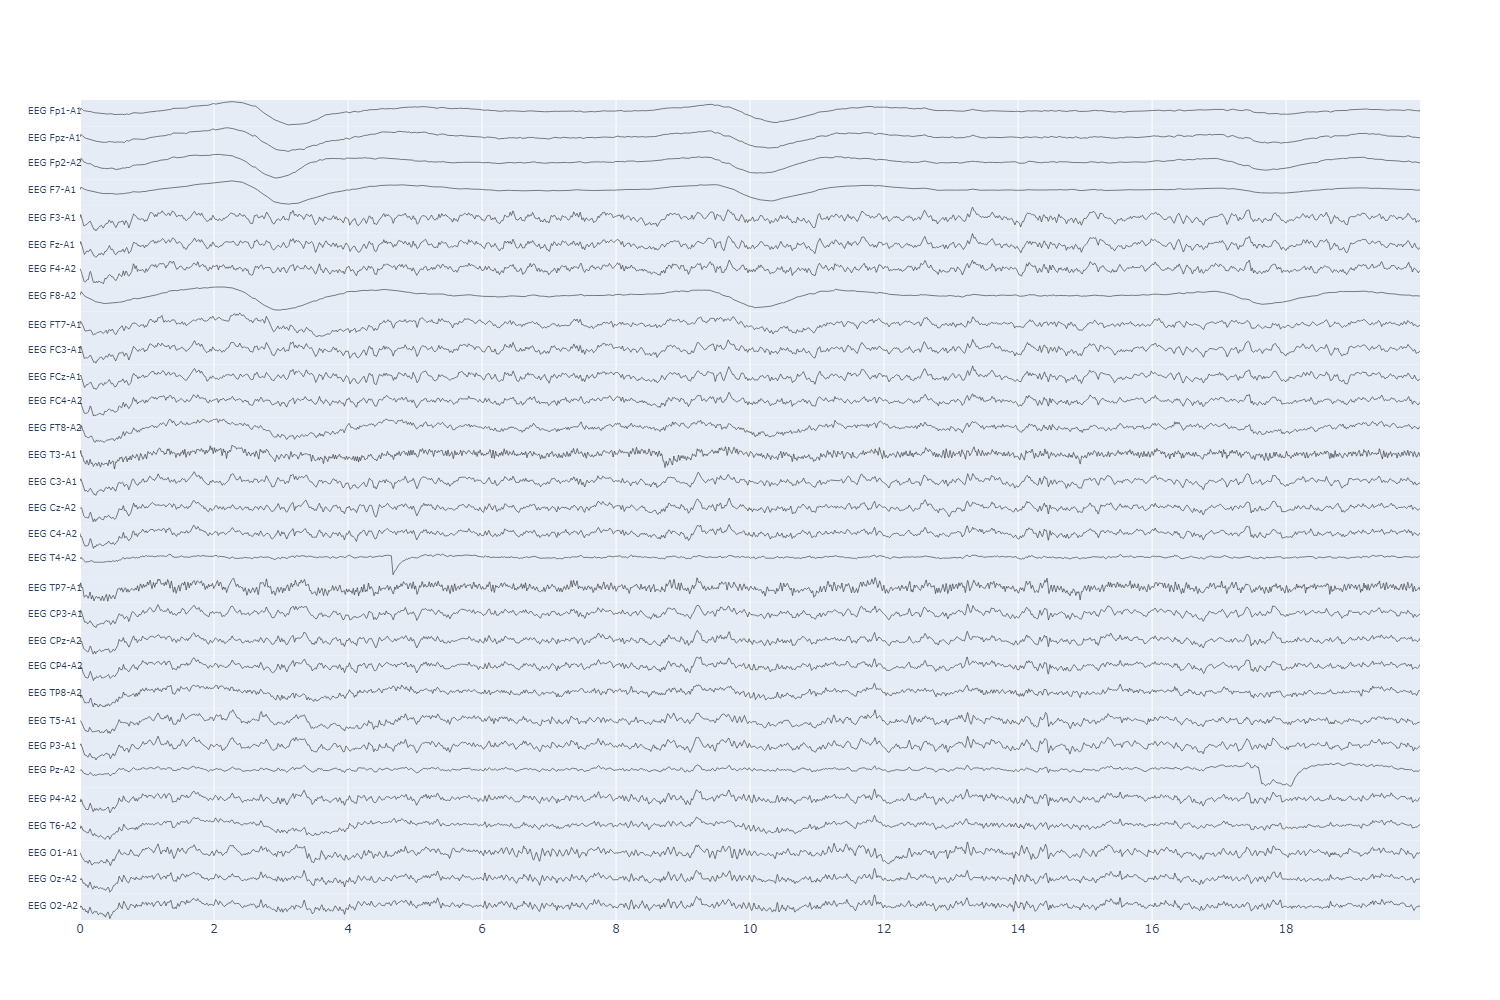 EEG Fp1-A1
EEG Fpz-A1
EEG Fp2-A2
EEG F7-A1
EEG F3-A1
EEG Fz-A1
EEG F4-A2
EEG F8-A2
EEG FT7-A1
EEG FC3-A1
EEG FCz-A1
EEG FC4-A2
EEG FT8-A2
EEG T3-A1
EEG C3-A1
EEG Cz-A2
EEG C4-A2
EEG T4-A2
EEG TP7-A1
EEG CP3-A1
EEG CPz-A2
EEG CP4-A2
EEG TP8-A2
EEG T5-A1
EEG P3-A1
EEG Pz-A2
EEG P4-A2
EEG T6-A2
EEG O1-A1
EEG Oz-A2
EEG O2-A2
0 2 4 6 8 10 12 14 16 18